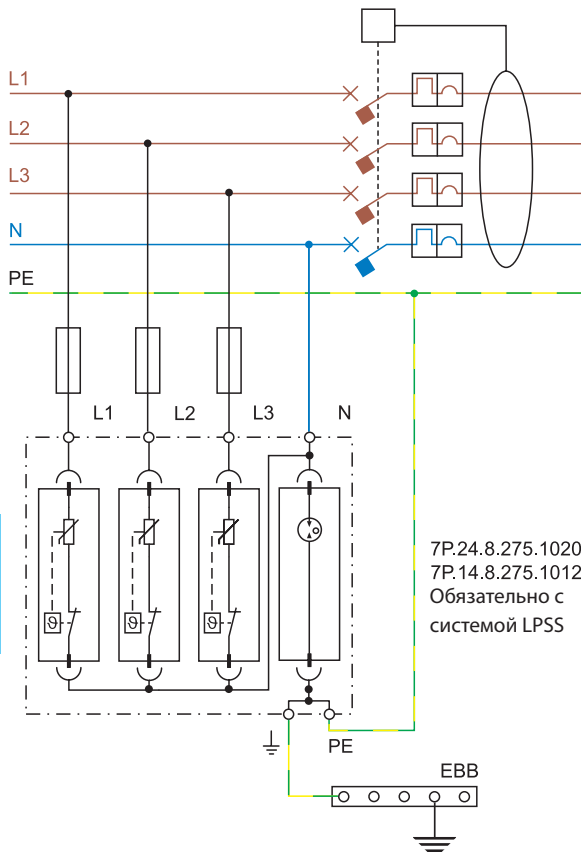 L1
L2
L3
N
PE
L1 L2 L3 N
ϑ ϑ ϑ
7P.24.8.275.1020
7P.14.8.275.1012
Обязательно с
системой LPSS
PE
EBB